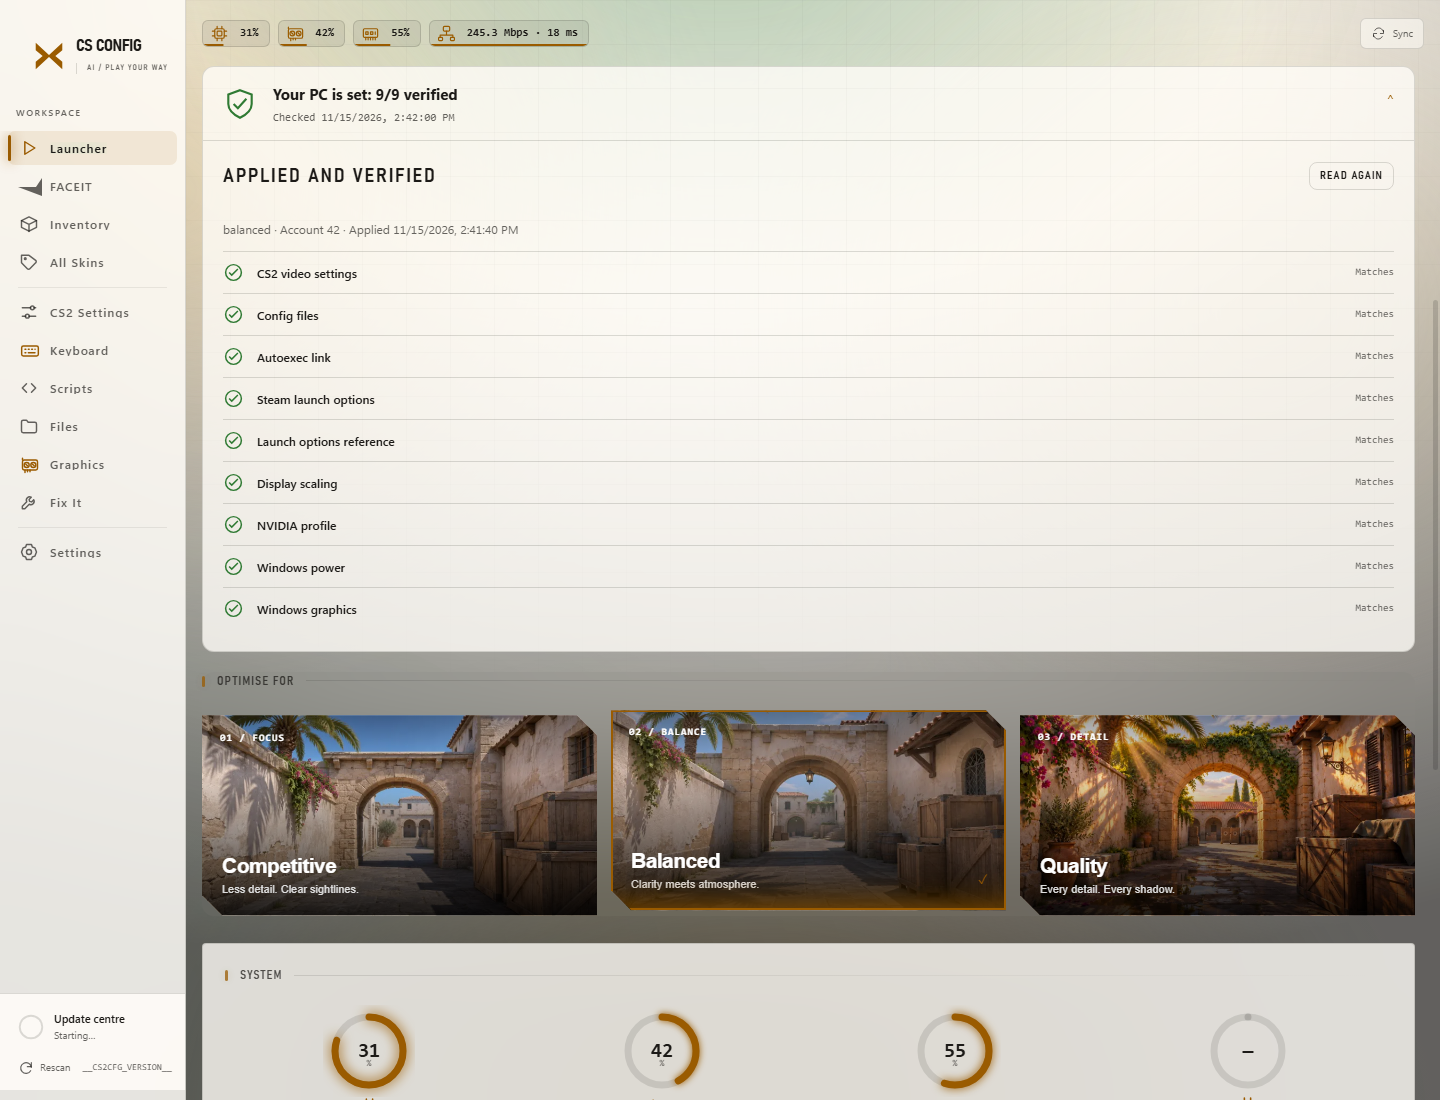 CS CONFIG
AI / PLAY YOUR WAY
WORKSPACE
Launcher
FACEIT
Inventory
All Skins
CS2 Settings
Keyboard
Scripts
Files
Graphics
Fix It
Settings
Update centre
Starting...
Rescan
__CS2CFG_VERSION__
31%
42%
55%
245.3 Mbps · 18 ms
Sync
Your PC is set: 9/9 verified
Checked 11/15/2026, 2:42:00 PM
APPLIED AND VERIFIED
READ AGAIN
balanced · Account 42 · Applied 11/15/2026, 2:41:40 PM
CS2 video settings Matches
Config files Matches
Autoexec link Matches
Steam launch options Matches
Launch options reference Matches
Display scaling Matches
NVIDIA profile Matches
Windows power Matches
Windows graphics Matches
OPTIMISE FOR
01 / FOCUS
Competitive
Less detail. Clear sightlines.
02 / BALANCE
Balanced
Clarity meets atmosphere.
03 / DETAIL
Quality
Every detail. Every shadow.
SYSTEM
31
%
42
%
55
%
—